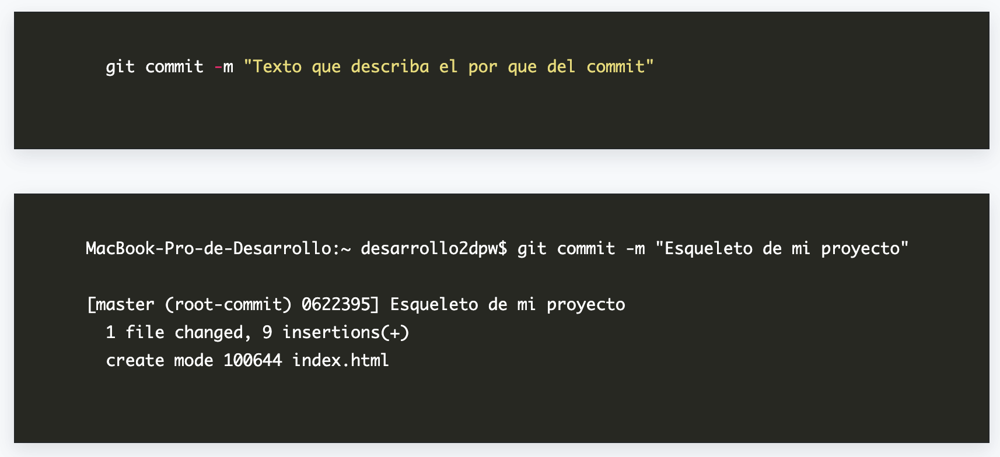 git commit -m "Texto que describa el por que del commit"
MacBook-Pro-de-Desarrollo:~ desarrollo2dpw$ git commit -m "Esqueleto de mi proyecto"
[master (root-commit) 0622395] Esqueleto de mi proyecto
1 file changed, 9 insertions(+)
create mode 100644 index.html